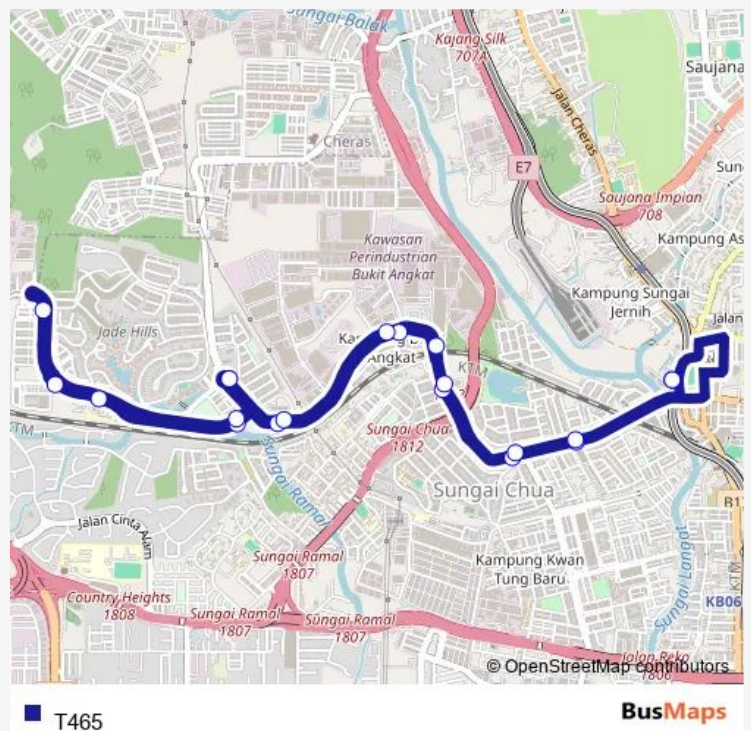 Sungai Balak
Kajang Silk
707A
Saujana
Jalan Cheras
Cheras
E7
Saujana Impian
708
Kawasan
Perindustrian
Bukit Angkat
Kampung Sungai
Jernih
Jalan
Jade Hills
Angkat
KTM
KTM
Sungai Chua
1812
Sungai Ramal
Sungai Chua
B1
Jalan Cinta Alam
Sungai Langat
KTM
Sungai Ramal
1807
Kampung Kwan
Tung Baru
Country Heights
1808
Sungai Ramal
1807
Sungai Ramal
1807
KB06
Jalan Reko
1806
© OpenStreetMap contributors
T465
BusMaps